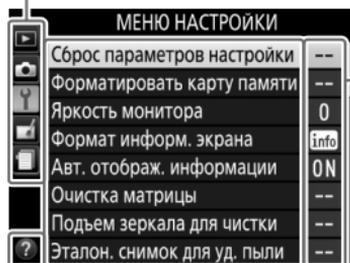 МЕНЮ НАСТРОЙКИ
Сброс параметров настройки --
Форматировать карту памяти --
Яркость монитора 0
Формат информ. экрана info
Авт. отображ. информации ON
Очистка матрицы --
Подъем зеркала для чистки --
Эталон. снимок для уд. пыли --
?